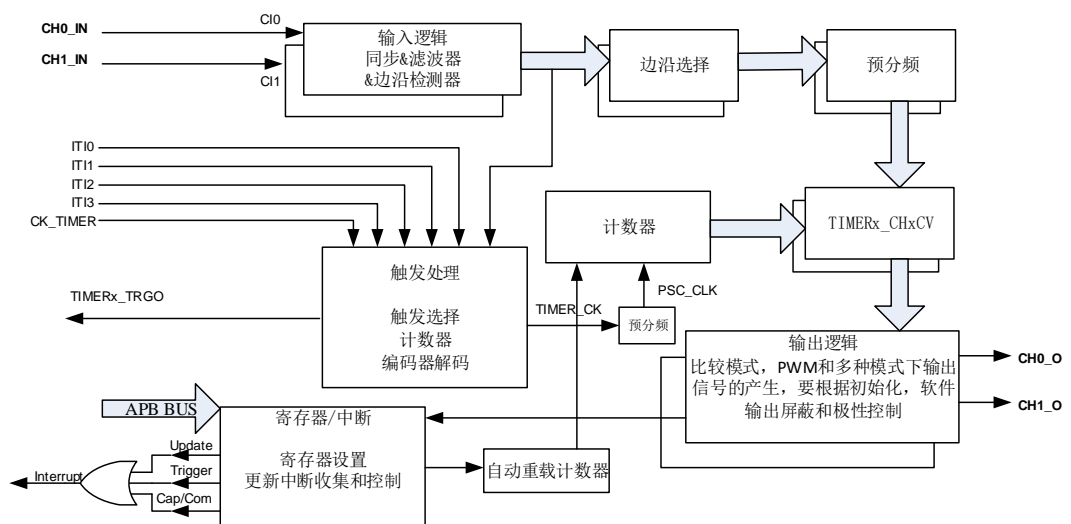 CH0_IN
CI0
CH1_IN
CI1
输入逻辑
同步&滤波器
&边沿检测器
边沿选择
预分频
ITI0
ITI1
ITI2
ITI3
CK_TIMER
触发处理
触发选择
计数器
编码器解码
TIMERx_TRGO
TIMER_CK
计数器
PSC_CLK
预分频
TIMERx_CHxCV
输出逻辑
比较模式，PWM和多种模式下输出
信号的产生，要根据初始化，软件
输出屏蔽和极性控制
CH0_O
CH1_O
APB BUS
寄存器/中断
寄存器设置
更新中断收集和控制
自动重载计数器
Update
Trigger
Cap/Com
Interrupt